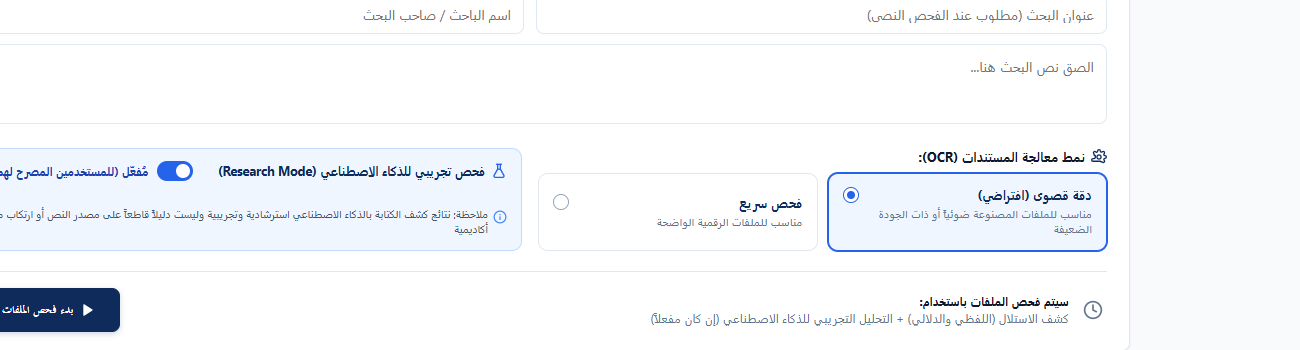 عنوان البحث (مطلوب عند الفحص النصي)
اسم الباحث / صاحب البحث
الصق نص البحث هنا...
نمط معالجة المستندات (OCR):
دقة قصوى (افتراضي)
مناسب للملفات المصنوعة ضوئياً أو ذات الجودة
الضعيفة
فحص سريع
مناسب للملفات الرقمية الواضحة
فحص تجريبي للذكاء الاصطناعي (Research Mode)
مُفعّل (للمستخدمين المصرح لهم
ملاحظة: نتائج كشف الكتابة بالذكاء الاصطناعي استرشادية وتجريبية وليست دليلاً قاطعاً على مصدر النص أو ارتكاب
أكاديمية
سيتم فحص الملفات باستخدام:
كشف الاستلال (اللفظي والدلالي) + التحليل التجريبي للذكاء الاصطناعي (إن كان مفعلاً)
بدء فحص الملفات